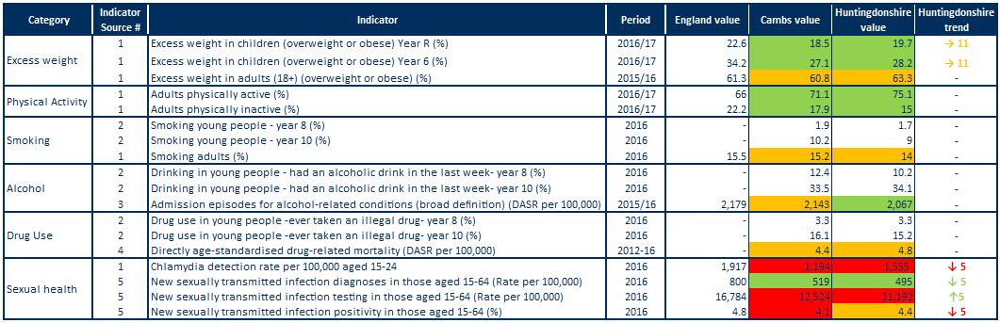 Category Indicator Source # Indicator Period England value Cambs value Huntingdonshire value Huntingdonshire trend
Excess weight
1 Excess weight in children (overweight or obese) Year R (%) 2016/17 22.6 18.5 19.7 → 11
1 Excess weight in children (overweight or obese) Year 6 (%) 2016/17 34.2 27.1 28.2 → 11
1 Excess weight in adults (18+) (overweight or obese) (%) 2015/16 61.3 60.8 63.3 -
Physical Activity
1 Adults physically active (%) 2016/17 66 71.1 75.1 -
1 Adults physically inactive (%) 2016/17 22.2 17.9 15 -
Smoking
2 Smoking young people - year 8 (%) 2016 - 1.9 1.7 -
2 Smoking young people - year 10 (%) 2016 - 10.2 9 -
1 Smoking adults (%) 2016 15.5 15.2 14 -
Alcohol
2 Drinking in young people - had an alcoholic drink in the last week- year 8 (%) 2016 - 12.4 10.2 -
2 Drinking in young people - had an alcoholic drink in the last week- year 10 (%) 2016 - 33.5 34.1 -
3 Admission episodes for alcohol-related conditions (broad definition) (DASR per 100,000) 2015/16 2,179 2,143 2,067 -
Drug Use
2 Drug use in young people -ever taken an illegal drug- year 8 (%) 2016 - 3.3 3.3 -
2 Drug use in young people -ever taken an illegal drug- year 10 (%) 2016 - 16.1 15.2 -
4 Directly age-standardised drug-related mortality (DASR per 100,000) 2012-16 - 4.4 4.8 -
Sexual health
1 Chlamydia detection rate per 100,000 aged 15-24 2016 1,917 1,194 1,555 ↓ 5
5 New sexually transmitted infection diagnoses in those aged 15-64 (Rate per 100,000) 2016 800 519 495 ↓ 5
5 New sexually transmitted infection testing in those aged 15-64 (Rate per 100,000) 2016 16,784 12,524 11,192 ↑ 5
5 New sexually transmitted infection positivity in those aged 15-64 (%) 2016 4.8 4.1 4.4 ↓ 5